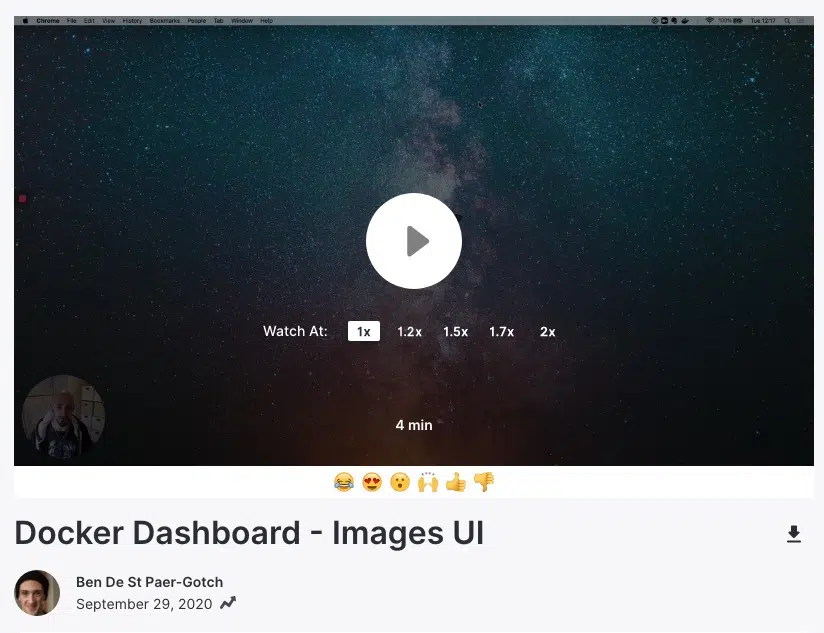 Chrome File Edit View History Bookmarks People Tab Window Help 100% Tue 12:17
Watch At: 1x 1.2x 1.5x 1.7x 2x
4 min
Docker Dashboard - Images UI
Ben De St Paer-Gotch
September 29, 2020